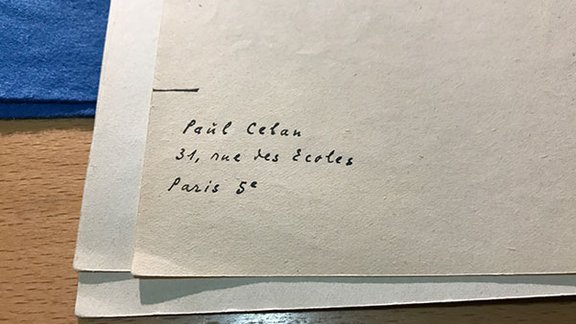 Paul Celan
31, rue des Ecoles
Paris 5e